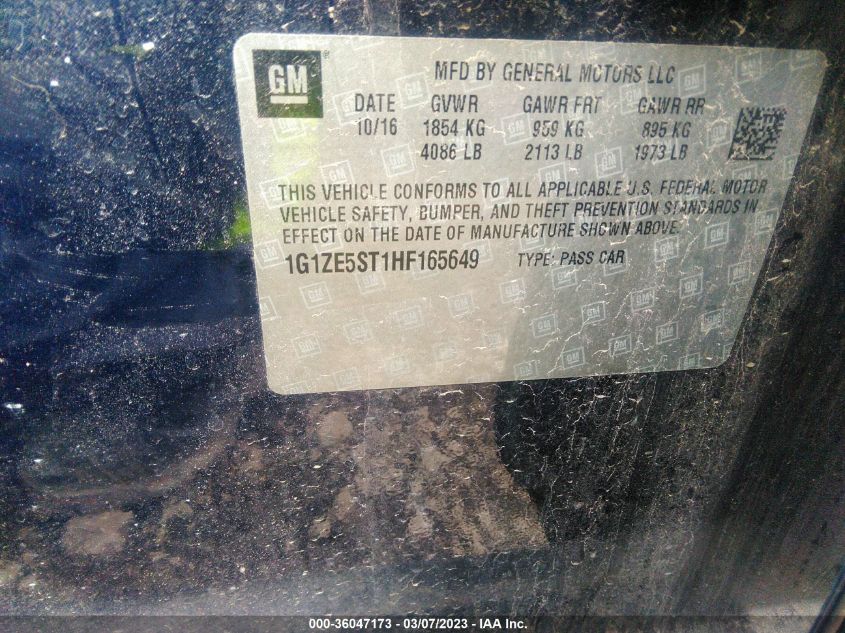 GM
MFD BY GENERAL MOTORS LLC
DATE GVWR GAWR FRT GAWR RR
10/16 1854 KG 959 KG 895 KG
4086 LB 2113 LB 1973 LB
THIS VEHICLE CONFORMS TO ALL APPLICABLE U.S. FEDERAL MOTOR
VEHICLE SAFETY, BUMPER, AND THEFT PREVENTION STANDARDS IN
EFFECT ON THE DATE OF MANUFACTURE SHOWN ABOVE.
1G1ZE5ST1HF165649 TYPE: PASS CAR
000-36047173 - 03/07/2023 - IAA Inc.